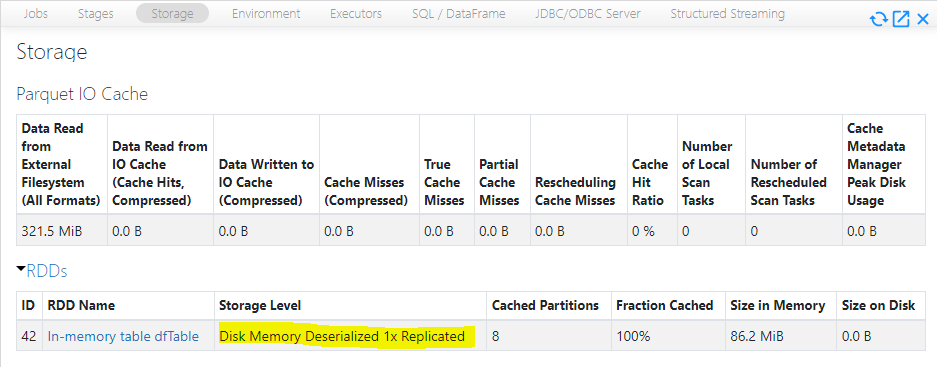 Jobs Stages Storage Environment Executors SQL / DataFrame JDBC/ODBC Server Structured Streaming
Storage
Parquet IO Cache
Data Read from External Filesystem (All Formats) Data Read from IO Cache (Cache Hits, Compressed) Data Written to IO Cache (Compressed) Cache Misses (Compressed) True Cache Misses Partial Cache Misses Rescheduling Cache Misses Cache Hit Ratio Number of Local Scan Tasks Number of Rescheduled Scan Tasks Cache Metadata Manager Peak Disk Usage
321.5 MiB 0.0 B 0.0 B 0.0 B 0.0 B 0.0 B 0.0 B 0 % 0 0 0.0 B
RDDs
ID RDD Name Storage Level Cached Partitions Fraction Cached Size in Memory Size on Disk
42 In-memory table dfTable Disk Memory Deserialized 1x Replicated 8 100% 86.2 MiB 0.0 B